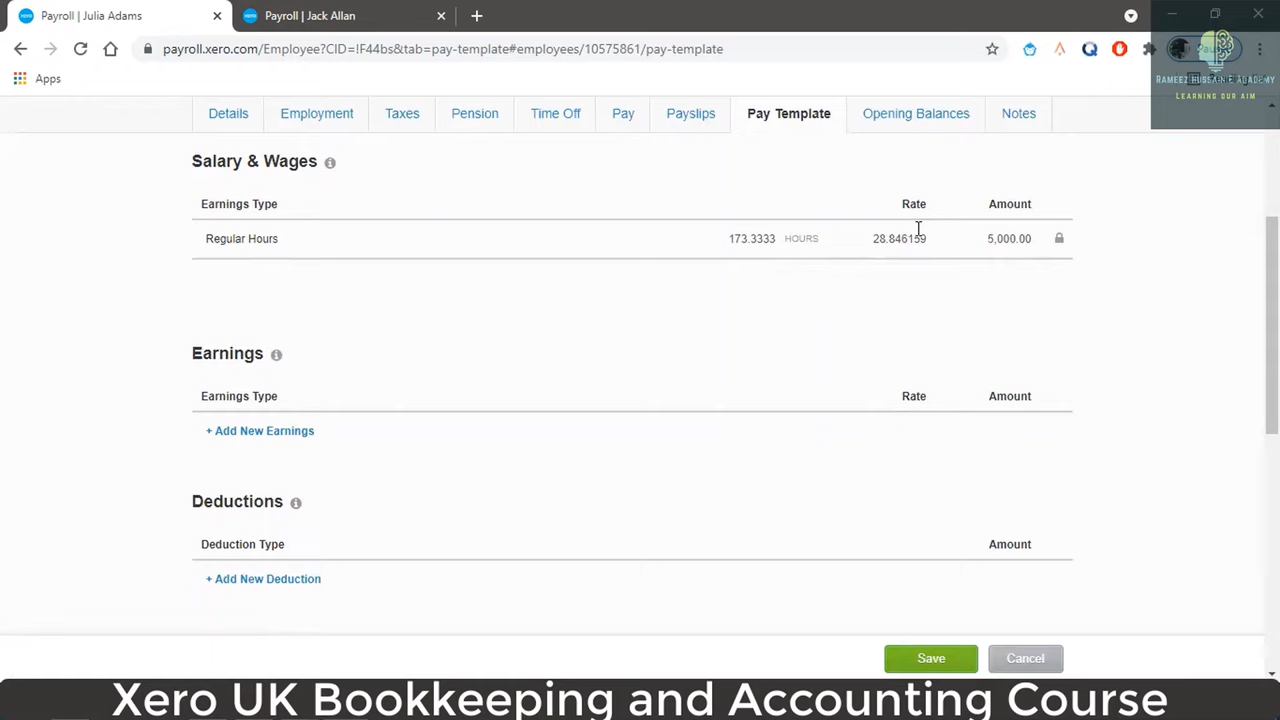 Payroll | Julia Adams
Payroll | Jack Allan
payroll.xero.com/Employee?CID=!F44bs&tab=pay-template#employees/10575861/pay-template
Apps
RAMEEZ HUSSAIN E ACADEMY
LEARNING OUR AIM
Details Employment Taxes Pension Time Off Pay Payslips Pay Template Opening Balances Notes
Salary & Wages
Earnings Type Rate Amount
Regular Hours 173.3333 HOURS 28.846159 5,000.00
Earnings
Earnings Type Rate Amount
+ Add New Earnings
Deductions
Deduction Type Amount
+ Add New Deduction
Save Cancel
Xero UK Bookkeeping and Accounting Course